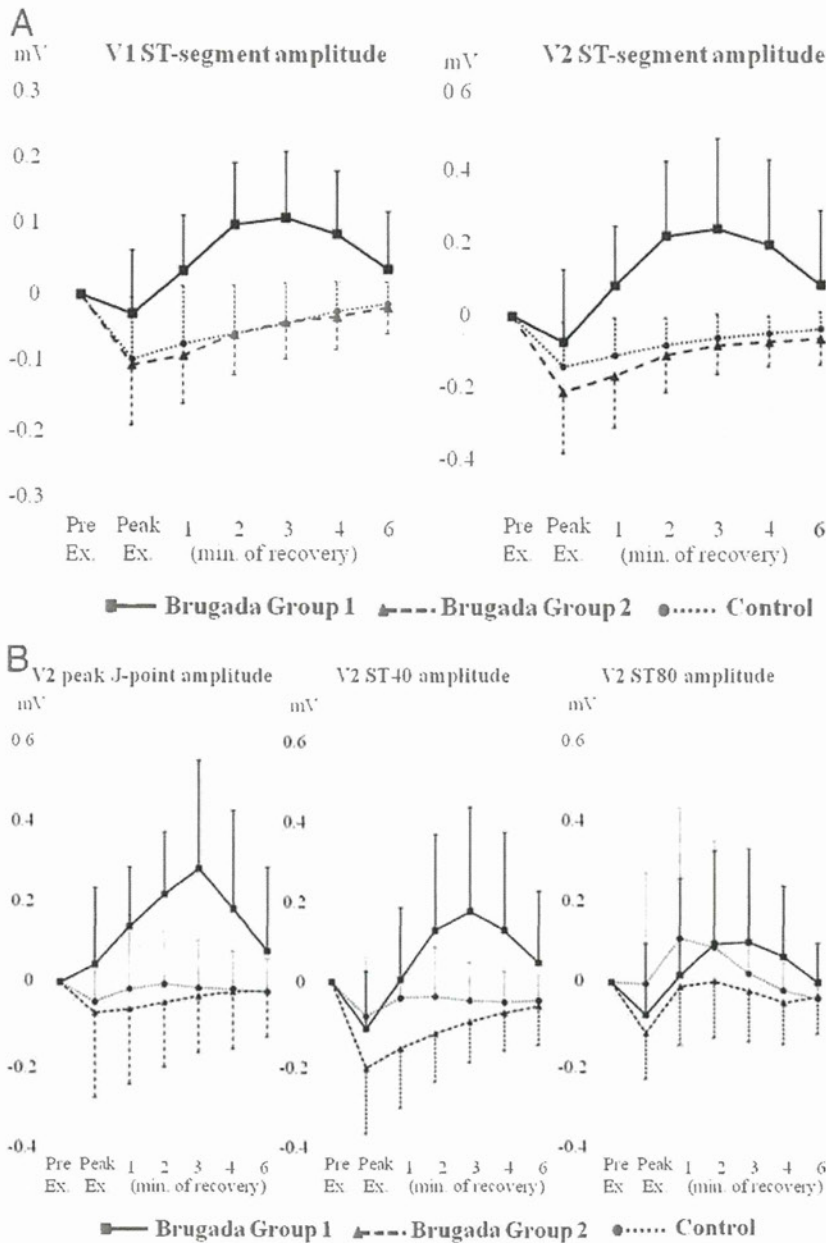 A
V1 ST-segment amplitude
mV
0.3
0.2
0.1
0
-0.1
-0.2
-0.3
Pre Peak 1 2 3 4 6
Ex. Ex. (min. of recovery)
V2 ST-segment amplitude
mV
0.6
0.4
0.2
0
-0.2
-0.4
Pre Peak 1 2 3 4 6
Ex. Ex. (min. of recovery)
Brugada Group 1 Brugada Group 2 Control
B
V2 peak J-point amplitude
mV
0.6
0.4
0.2
0
-0.2
-0.4
Pre Peak 1 2 3 4 6
Ex. Ex (min. of recovery)
V2 ST40 amplitude
mV
0.6
0.4
0.2
0
-0.2
-0.4
Pre Peak 1 2 3 4 6
Ex. Ex. (min. of recovery)
V2 ST80 amplitude
mV
0.6
0.4
0.2
0
-0.2
-0.4
Pre Peak 1 2 3 4 6
Ex Ex. (min. of recovery)
Brugada Group 1 Brugada Group 2 Control